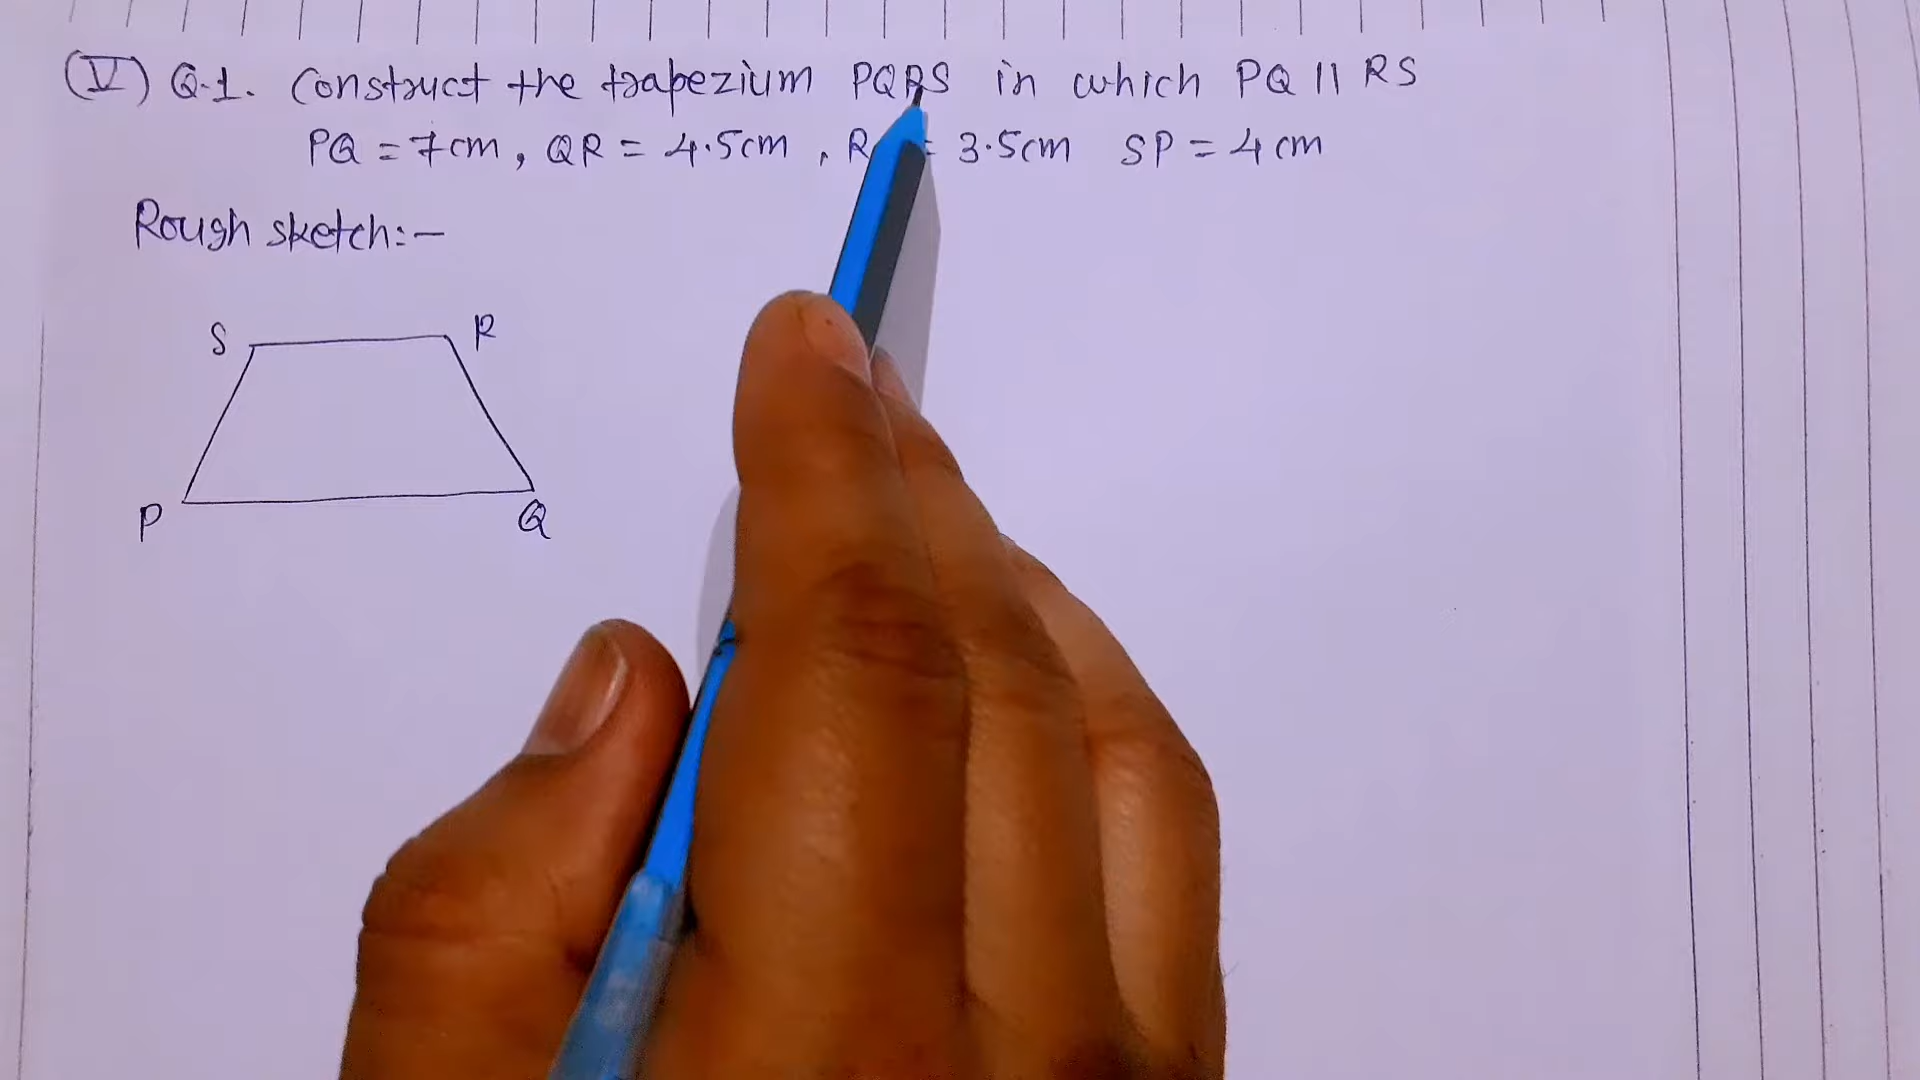 (V) Q.1. Construct the trapezium PQRS in which PQ || RS
PQ = 7cm, QR = 4.5cm , R = 3.5cm SP = 4cm
Rough sketch:-
S R
P Q